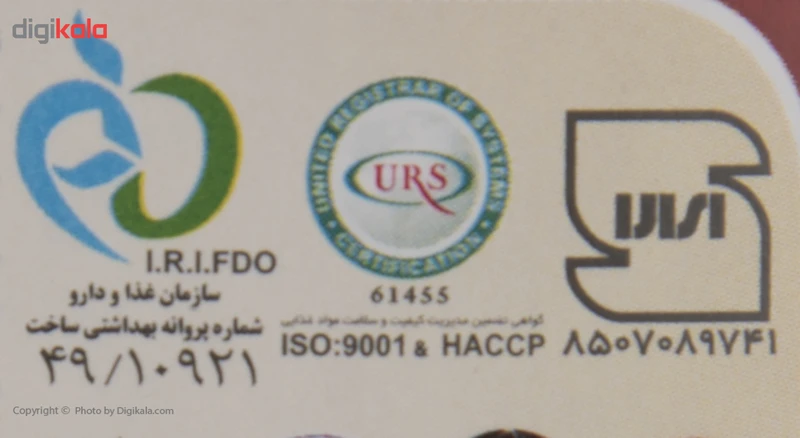 digikala
I.R.I.FDO
سازمان غذا و دارو
شماره پروانه بهداشتی ساخت
۴۹/۱۰۹۲۱
UNITED REGISTRAR OF SYSTEMS
URS
CERTIFICATION
61455
گواهی تضمین مدیریت کیفیت و سلامت مواد غذایی
ISO:9001 & HACCP
۸۵۰۷۰۸۹۷۴۱
Copyright © Photo by Digikala.com